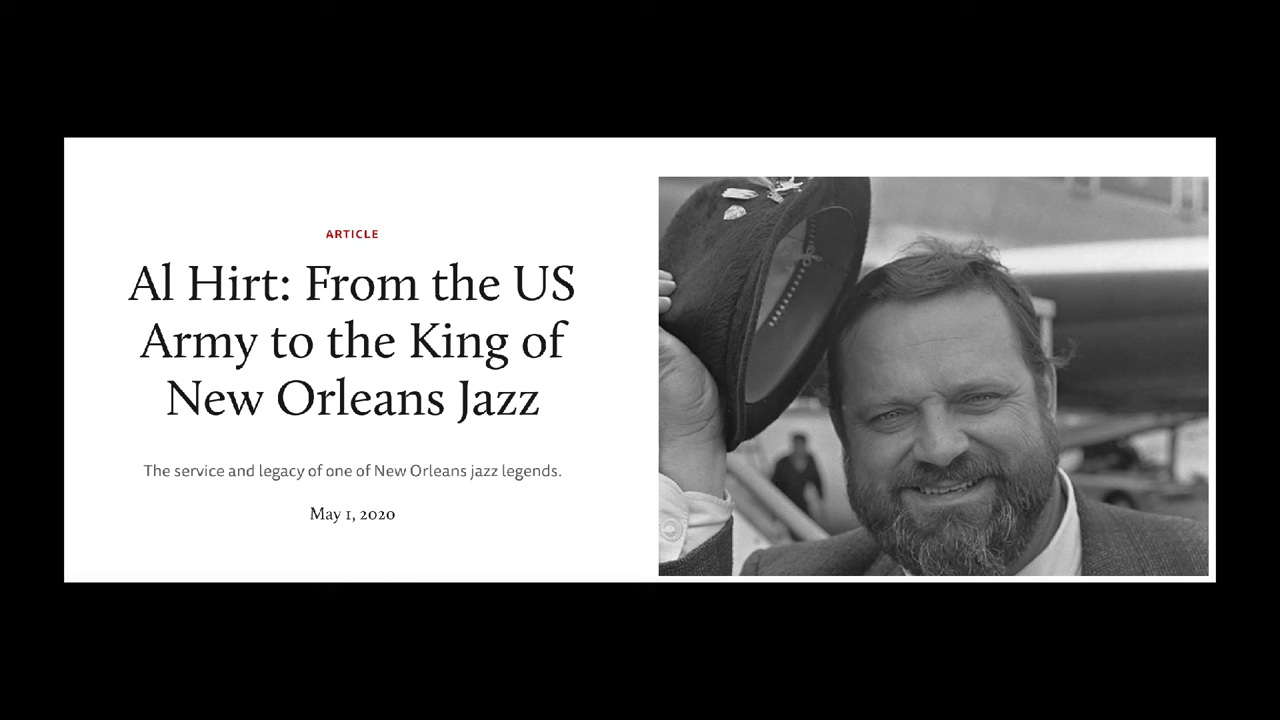 ARTICLE
Al Hirt: From the US
Army to the King of
New Orleans Jazz
The service and legacy of one of New Orleans jazz legends.
May 1, 2020